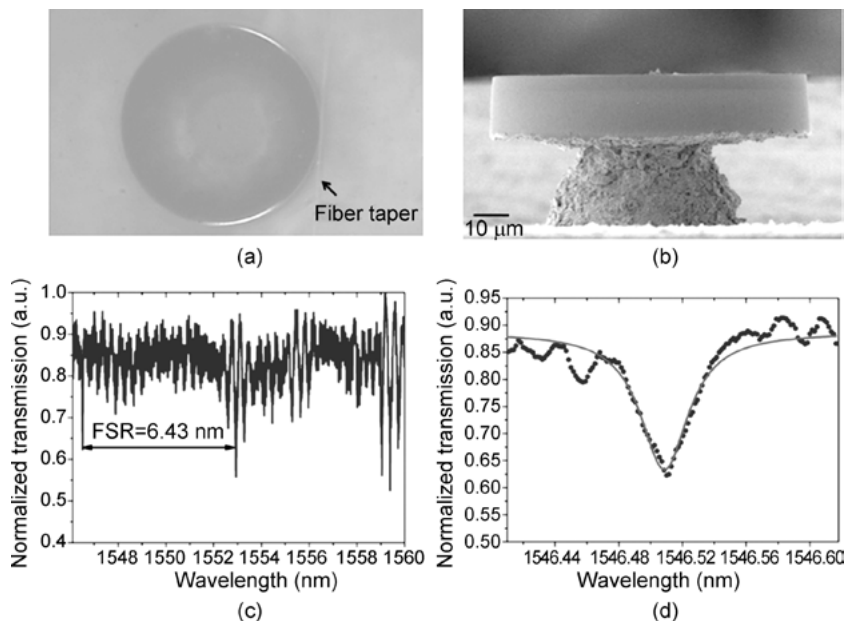 Fiber taper
(a)
10 μm
(b)
Normalized transmission (a.u.)
1.0
0.9
0.8
0.7
0.6
0.5
0.4
FSR=6.43 nm
1548 1550 1552 1554 1556 1558 1560
Wavelength (nm)
(c)
Normalized transmission (a.u.)
0.95
0.90
0.85
0.80
0.75
0.70
0.65
0.60
0.55
0.50
1546.44 1546.48 1546.52 1546.56 1546.60
Wavelength (nm)
(d)